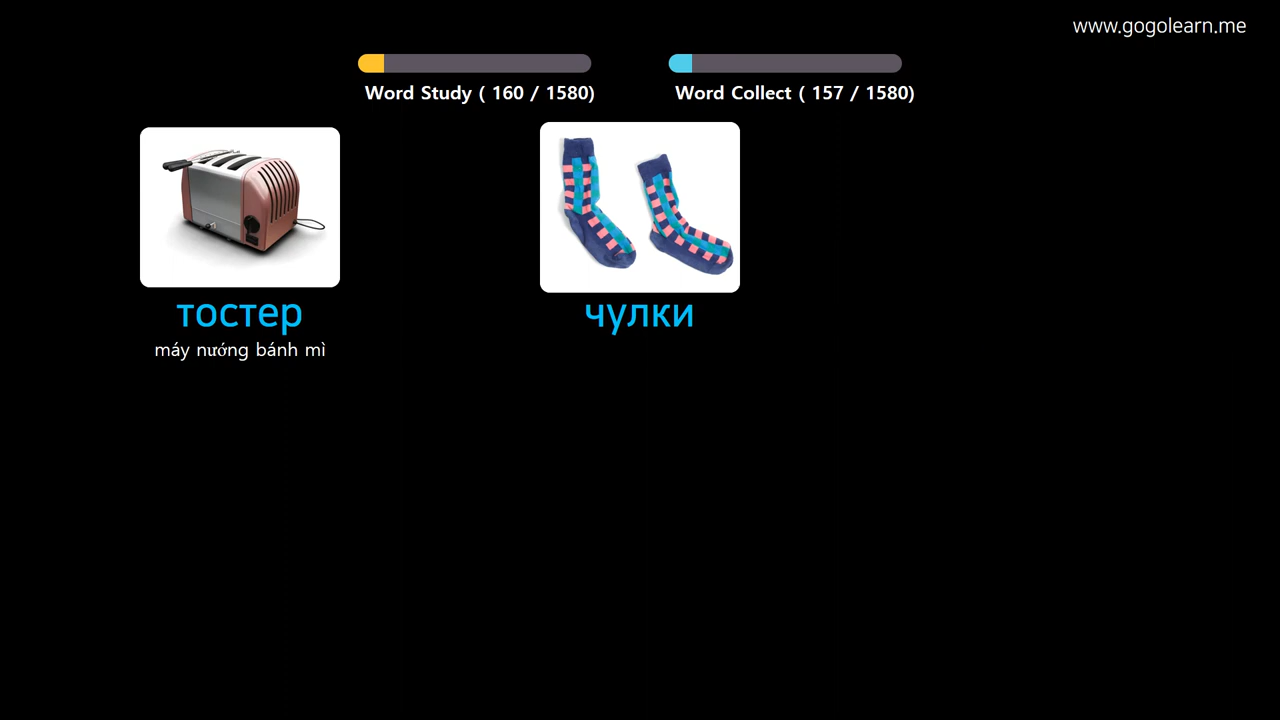 www.gogolearn.me
Word Study ( 160 / 1580)
Word Collect ( 157 / 1580)
тостер
máy nướng bánh mì
чулки